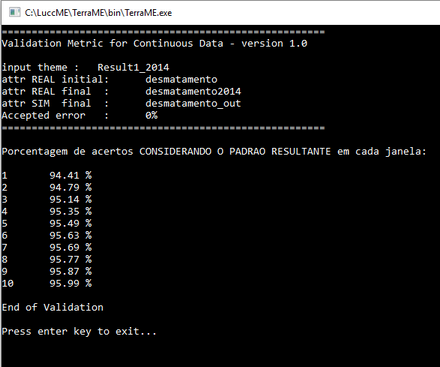 C:\LuccME\TerraME\bin\TerraME.exe
======================================================
Validation Metric for Continuous Data - version 1.0
input theme :   Result1_2014
attr REAL initial:      desmatamento
attr REAL final  :      desmatamento2014
attr SIM  final  :      desmatamento_out
Accepted error   :      0%
======================================================
Porcentagem de acertos CONSIDERANDO O PADRAO RESULTANTE em cada janela:
1       94.41 %
2       94.79 %
3       95.14 %
4       95.35 %
5       95.49 %
6       95.63 %
7       95.69 %
8       95.77 %
9       95.87 %
10      95.99 %
End of Validation
Press enter key to exit...